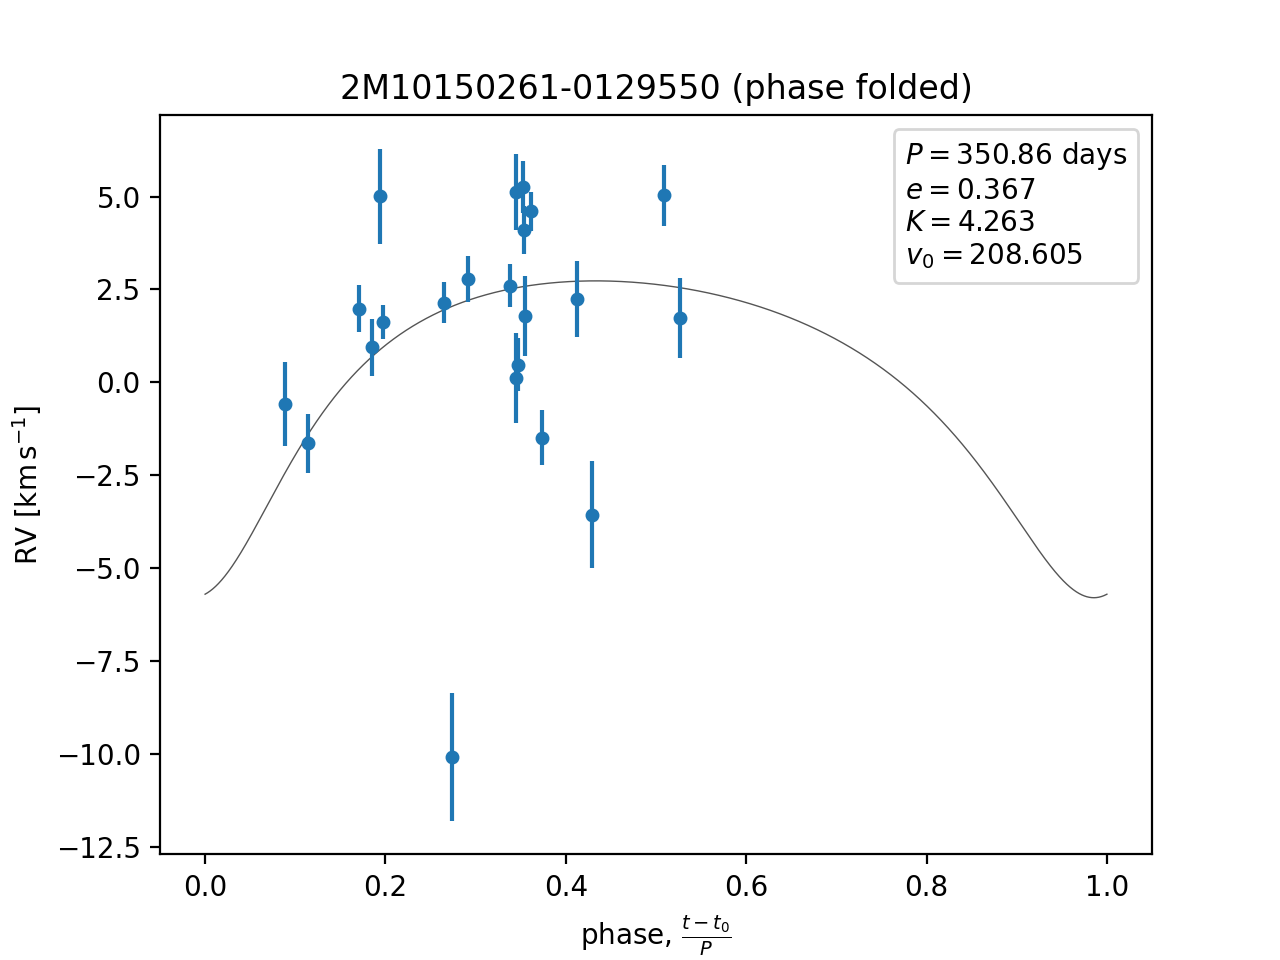 2M10150261-0129550 (phase folded)
P = 350.86 days
e = 0.367
K = 4.263
v₀ = 208.605
RV [km s⁻¹]
5.0
2.5
0.0
−2.5
−5.0
−7.5
−10.0
−12.5
0.0 0.2 0.4 0.6 0.8 1.0
phase, (t − t₀)/P